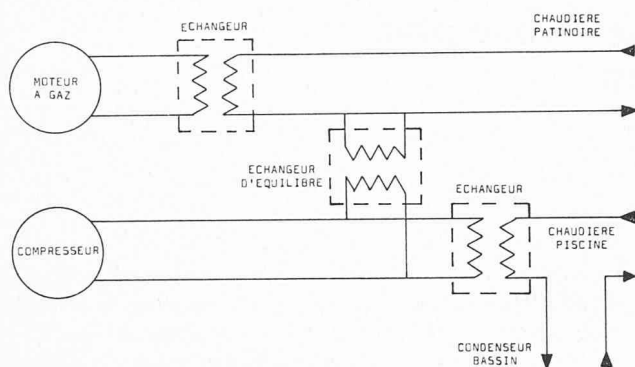 ECHANGEUR
CHAUDIERE
PATINOIRE
MOTEUR
A GAZ
ECHANGEUR
D'EQUILIBRE
ECHANGEUR
COMPRESSEUR
CHAUDIERE
PISCINE
CONDENSEUR
BASSIN